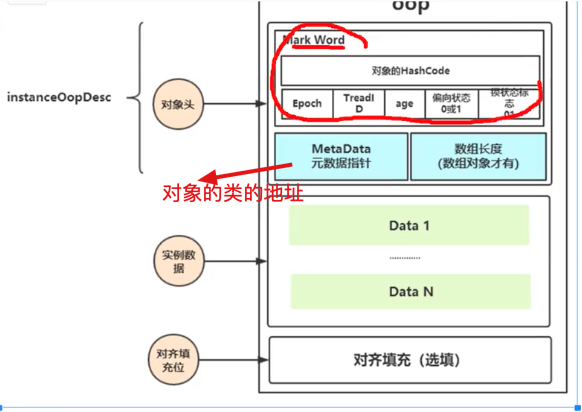 oop
Mark Word
对象的HashCode
instanceOopDesc
对象头
Epoch
TreadI
D
age
偏向状态
0或1
锁状态标
志
01
MetaData
元数据指针
数组长度
(数组对象才有)
对象的类的地址
Data 1
.............
实例数
据
Data N
对齐填
充位
对齐填充（选填）